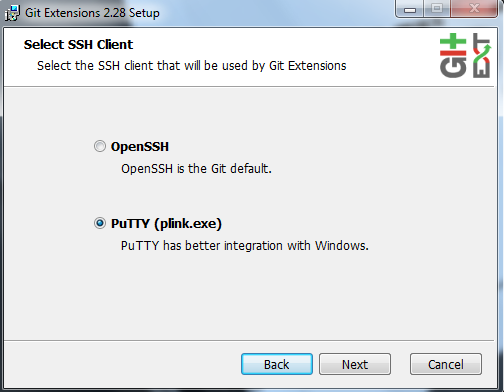 Git Extensions 2.28 Setup
Select SSH Client
Select the SSH client that will be used by Git Extensions
Git
Ext
OpenSSH
OpenSSH is the Git default.
PuTTY (plink.exe)
PuTTY has better integration with Windows.
Back
Next
Cancel